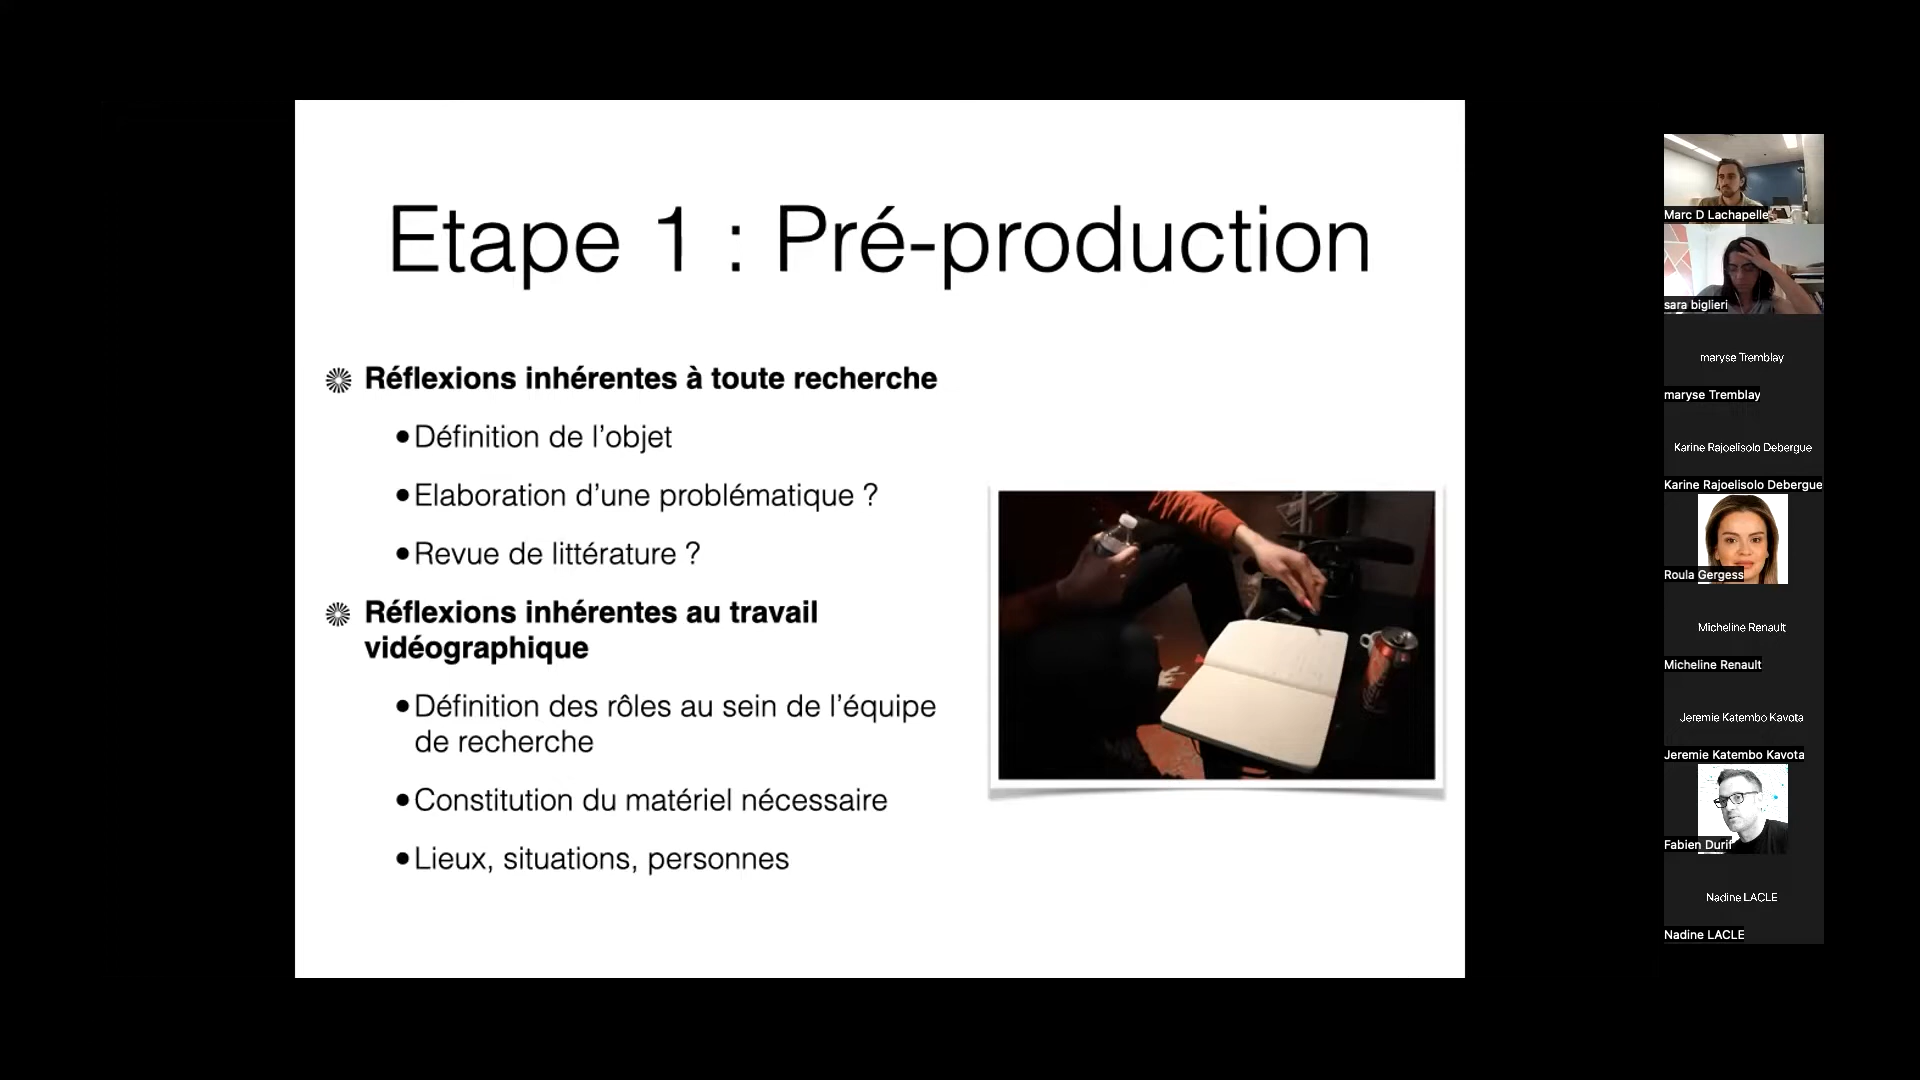 Etape 1 : Pré-production
Réflexions inhérentes à toute recherche
•Définition de l’objet
•Elaboration d’une problématique ?
•Revue de littérature ?
Réflexions inhérentes au travail
vidéographique
•Définition des rôles au sein de l’équipe
de recherche
•Constitution du matériel nécessaire
•Lieux, situations, personnes
Marc D Lachapelle
sara biglieri
maryse Tremblay
maryse Tremblay
Karine Rajoelisolo Debergue
Karine Rajoelisolo Debergue
Roula Gergess
Micheline Renault
Micheline Renault
Jeremie Katembo Kavota
Jeremie Katembo Kavota
Fabien Durif
Nadine LACLE
Nadine LACLE